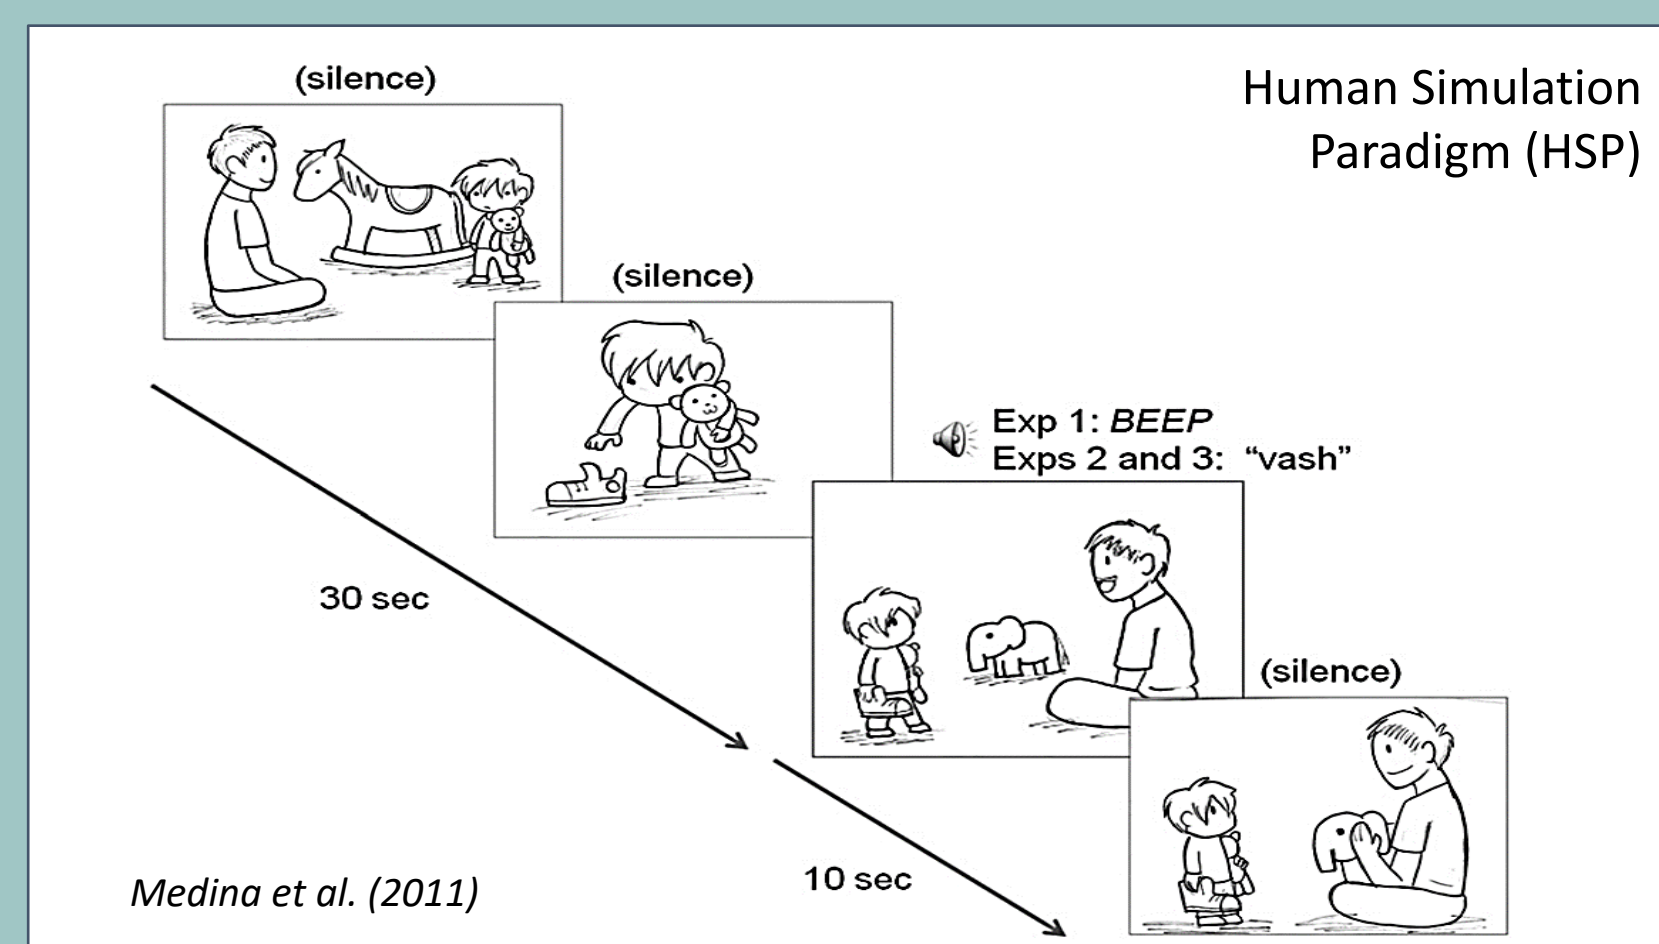 Human Simulation
Paradigm (HSP)
(silence)
(silence)
Exp 1: BEEP
Exps 2 and 3: “vash”
(silence)
30 sec
10 sec
Medina et al. (2011)